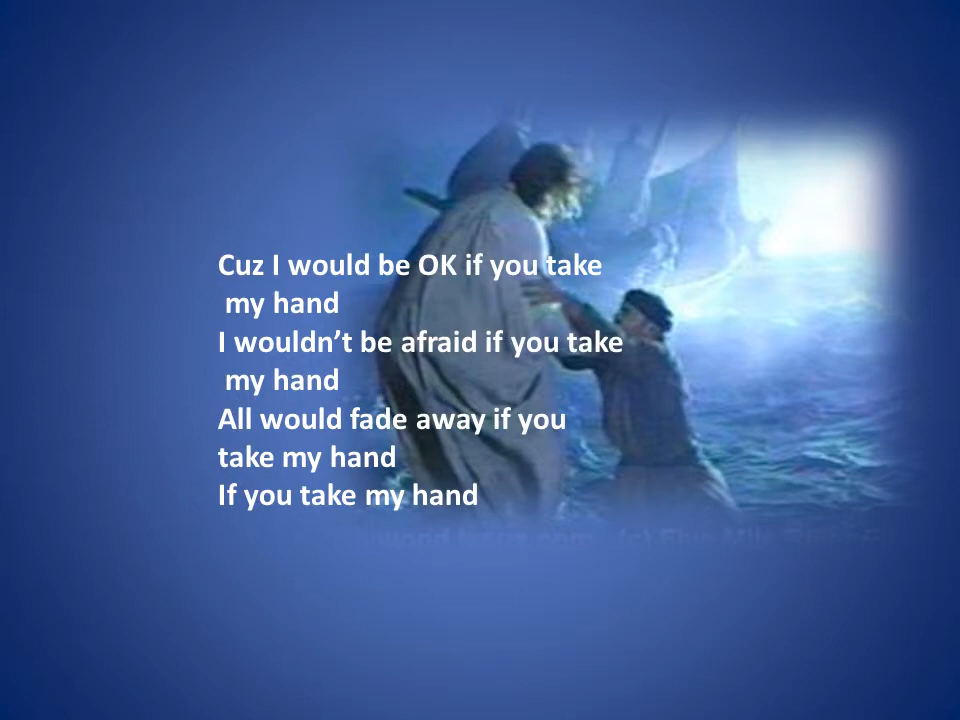 Cuz I would be OK if you take
my hand
I wouldn’t be afraid if you take
my hand
All would fade away if you
take my hand
If you take my hand